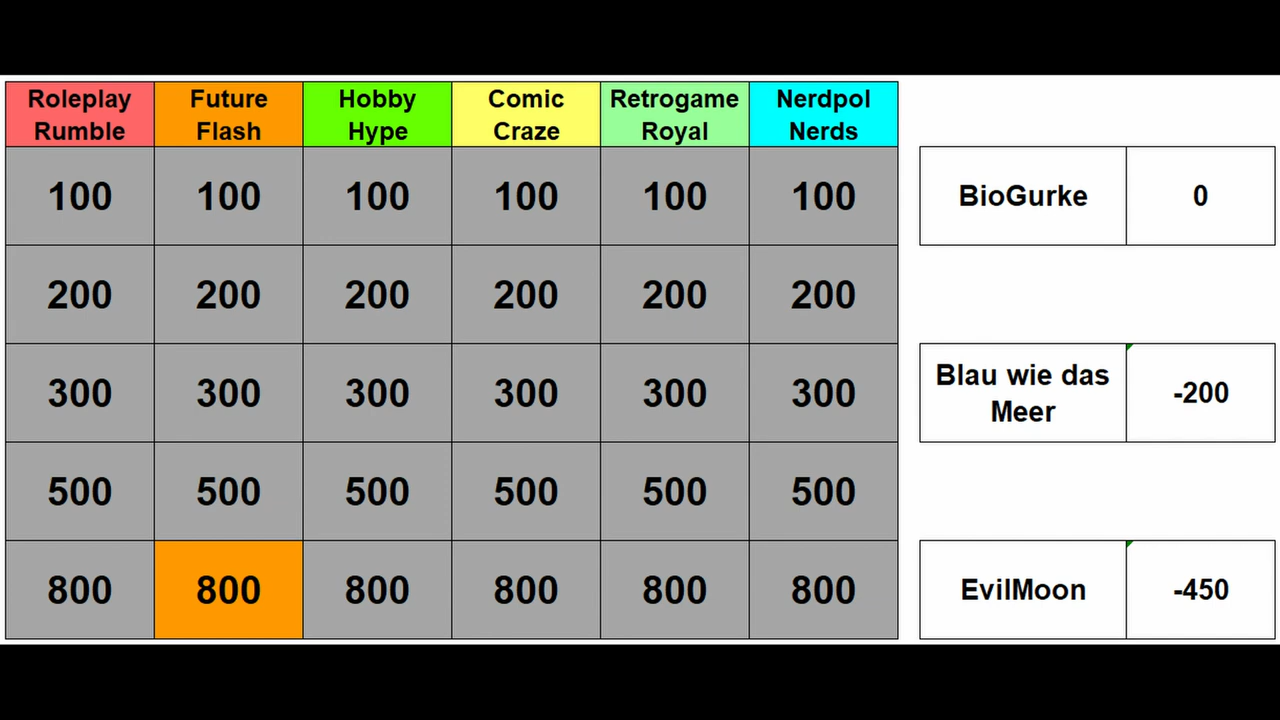 Roleplay Rumble
Future Flash
Hobby Hype
Comic Craze
Retrogame Royal
Nerdpol Nerds
100 100 100 100 100 100
BioGurke 0
200 200 200 200 200 200
300 300 300 300 300 300
Blau wie das Meer -200
500 500 500 500 500 500
800 800 800 800 800 800
EvilMoon -450